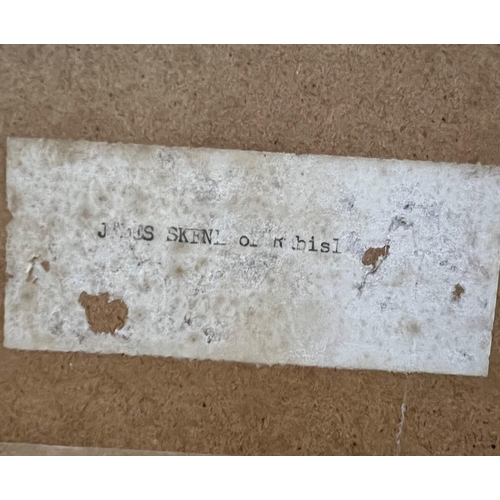 JAMES SKENE of Rubisl